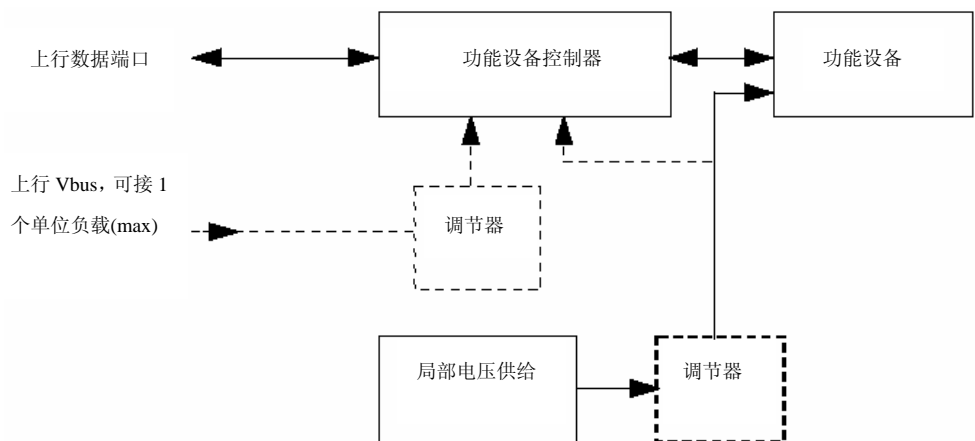 上行数据端口
功能设备控制器
功能设备
上行 Vbus，可接 1
个单位负载(max)
调节器
局部电压供给
调节器